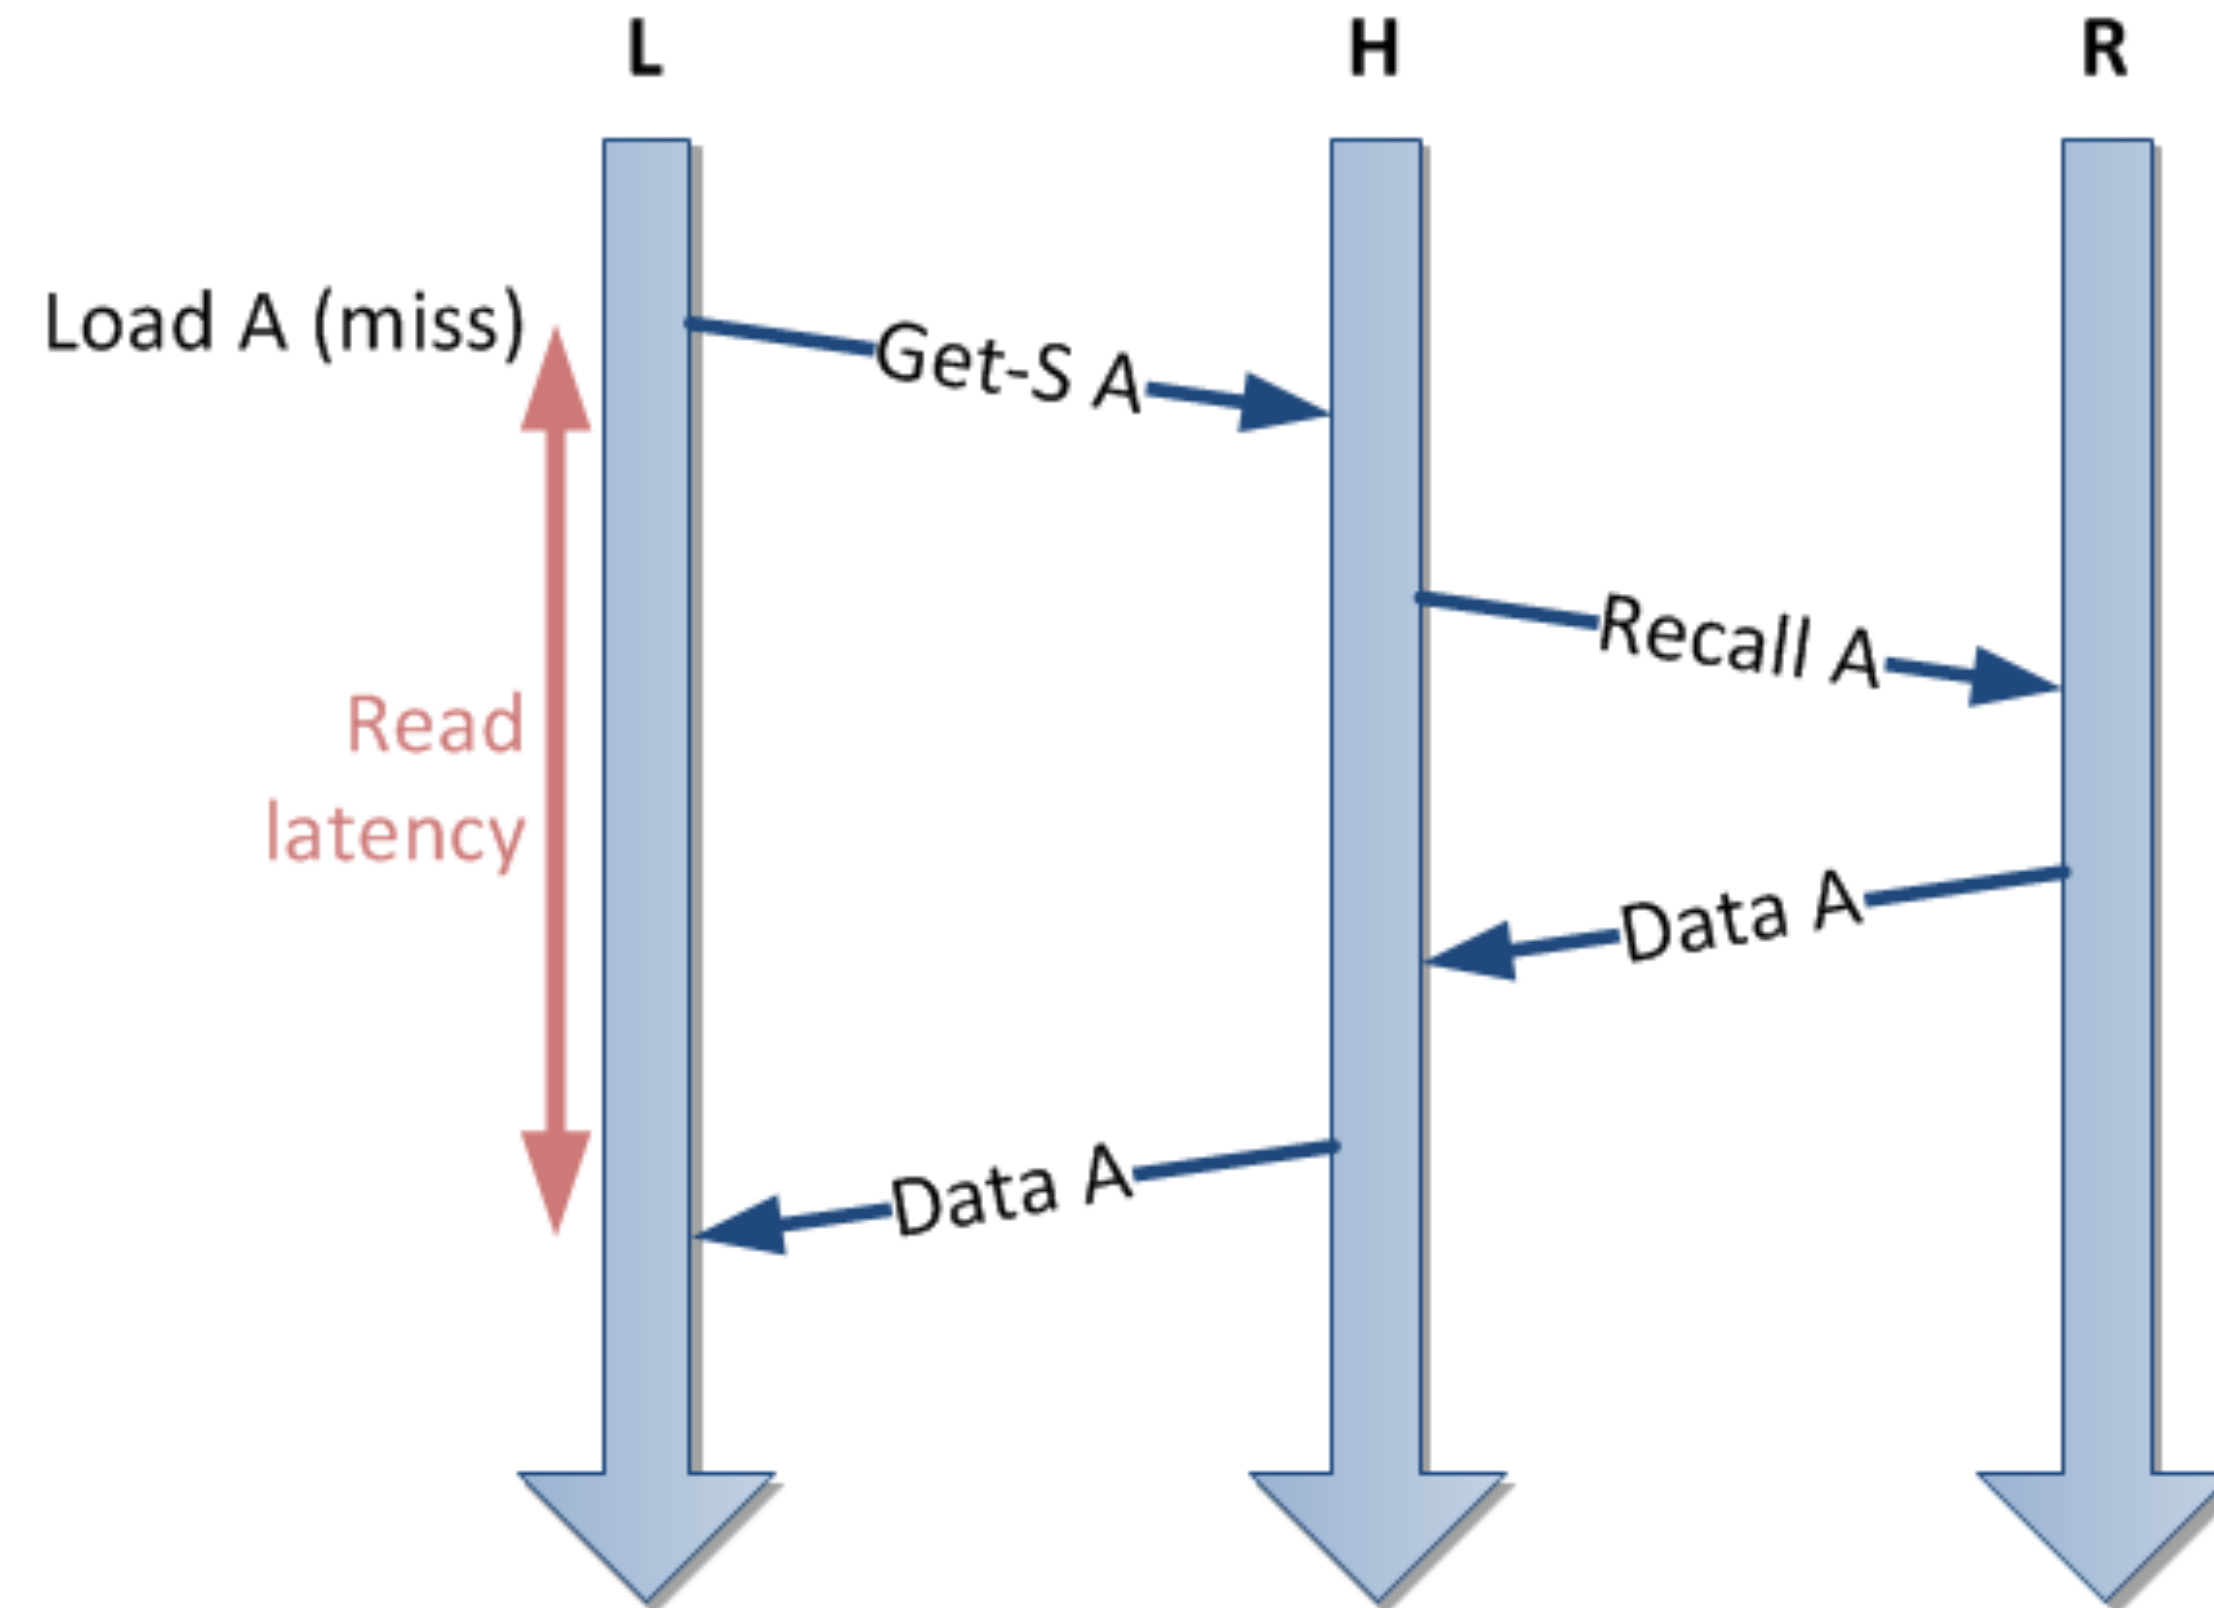 L
H
R
Load A (miss)
Get-S A
Recall A
Read
latency
Data A
Data A